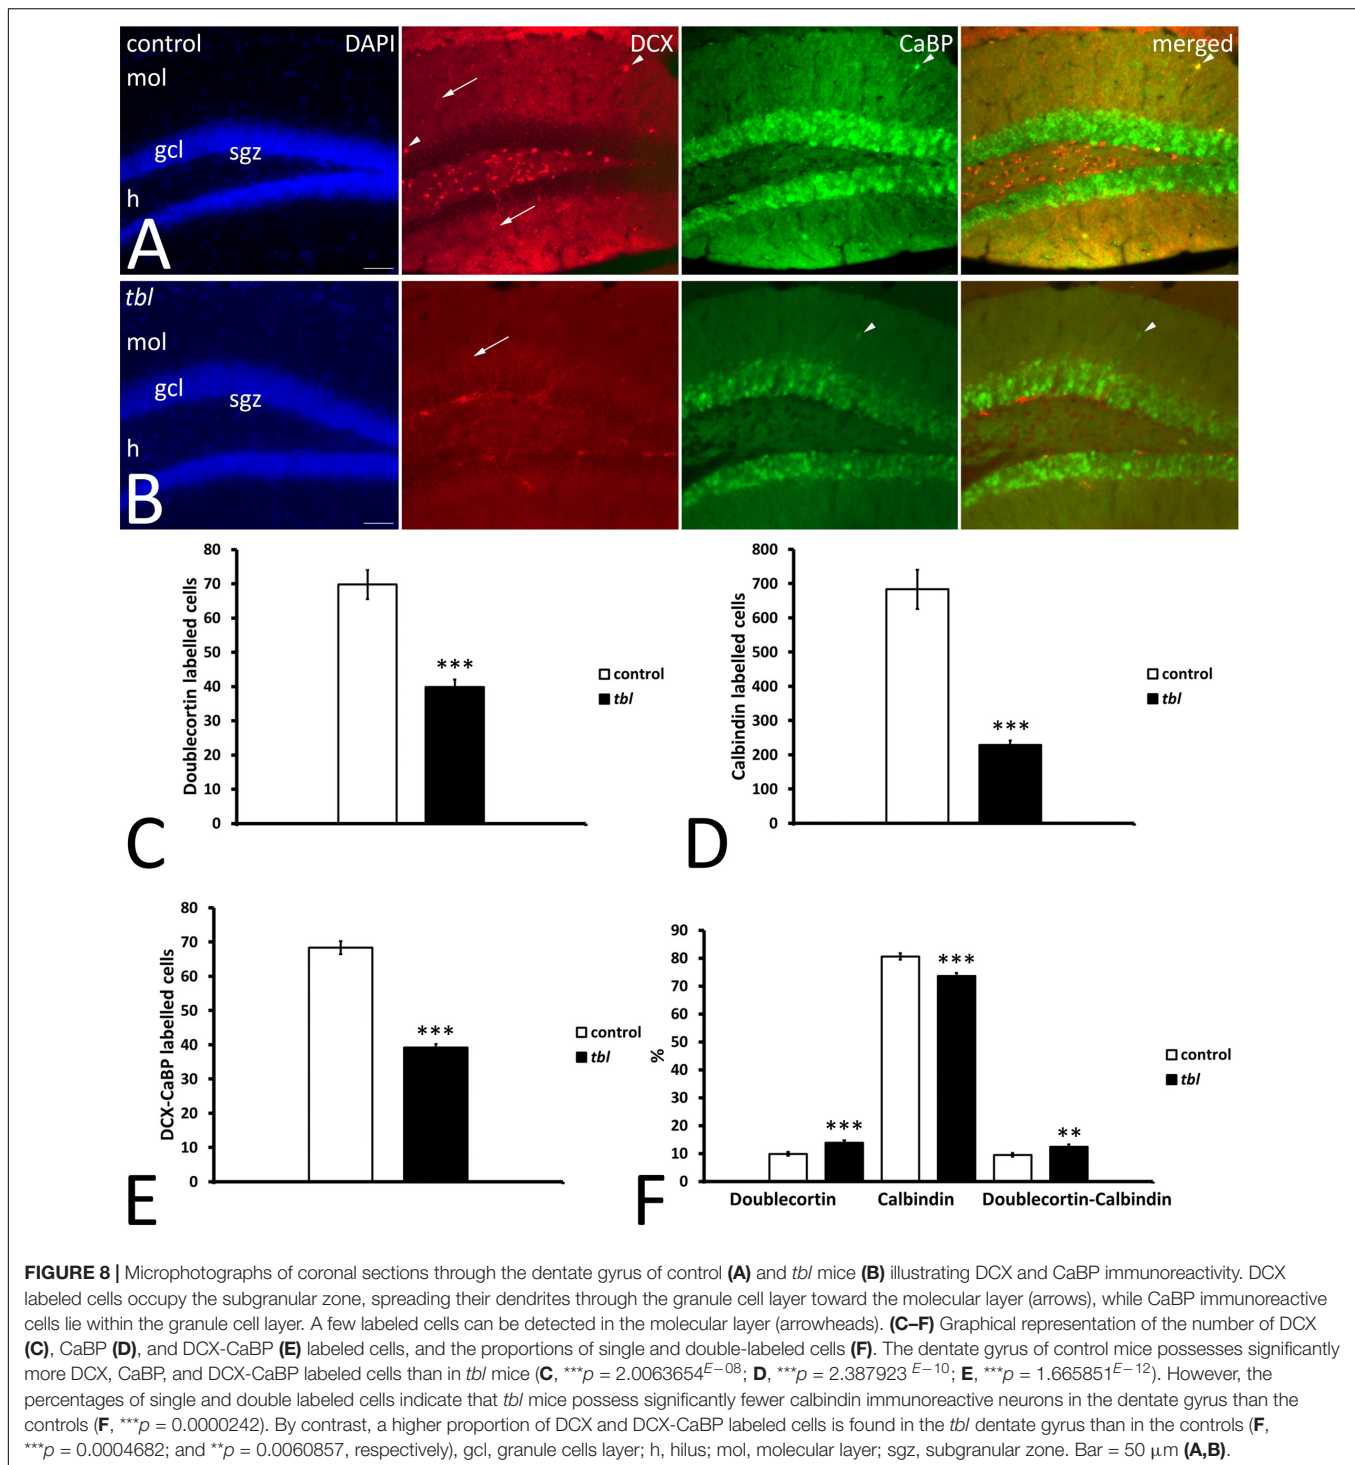 control DAPI DCX CaBP merged
mol
gcl sgz
h
A
tbl
mol
gcl sgz
h
B
80
70
60
50
40
30
20
10
0
Doublecortin labelled cells
***
control
tbl
C
800
700
600
500
400
300
200
100
0
Calbindin labelled cells
***
control
tbl
D
80
70
60
50
40
30
20
10
0
DCX-CaBP labelled cells
***
control
tbl
E
90
80
70
60
50
40
30
20
10
0
%
***
***
**
Doublecortin Calbindin Doublecortin-Calbindin
control
tbl
F
FIGURE 8 | Microphotographs of coronal sections through the dentate gyrus of control (A) and tbl mice (B) illustrating DCX and CaBP immunoreactivity. DCX
labeled cells occupy the subgranular zone, spreading their dendrites through the granule cell layer toward the molecular layer (arrows), while CaBP immunoreactive
cells lie within the granule cell layer. A few labeled cells can be detected in the molecular layer (arrowheads). (C–F) Graphical representation of the number of DCX
(C), CaBP (D), and DCX-CaBP (E) labeled cells, and the proportions of single and double-labeled cells (F). The dentate gyrus of control mice possesses significantly
more DCX, CaBP, and DCX-CaBP labeled cells than in tbl mice (C, ***p = 2.0063654E−08; D, ***p = 2.387923 E−10; E, ***p = 1.665851E−12). However, the
percentages of single and double labeled cells indicate that tbl mice possess significantly fewer calbindin immunoreactive neurons in the dentate gyrus than the
controls (F, ***p = 0.0000242). By contrast, a higher proportion of DCX and DCX-CaBP labeled cells is found in the tbl dentate gyrus than in the controls (F,
***p = 0.0004682; and **p = 0.0060857, respectively), gcl, granule cells layer; h, hilus; mol, molecular layer; sgz, subgranular zone. Bar = 50 μm (A,B).